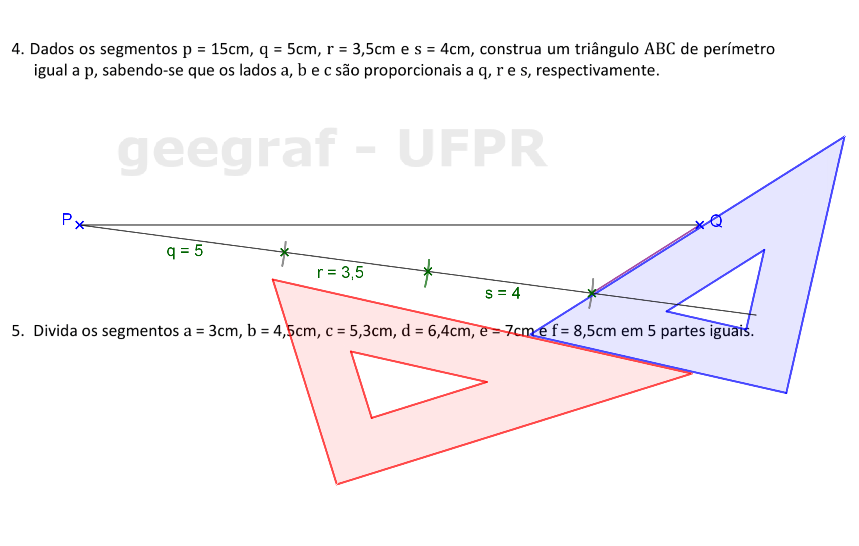 4. Dados os segmentos p = 15cm, q = 5cm, r = 3,5cm e s = 4cm, construa um triângulo ABC de perímetro
igual a p, sabendo-se que os lados a, b e c são proporcionais a q, r e s, respectivamente.
geegraf - UFPR
P
Q
q = 5
r = 3,5
s = 4
5. Divida os segmentos a = 3cm, b = 4,5cm, c = 5,3cm, d = 6,4cm, e = 7cm e f = 8,5cm em 5 partes iguais.